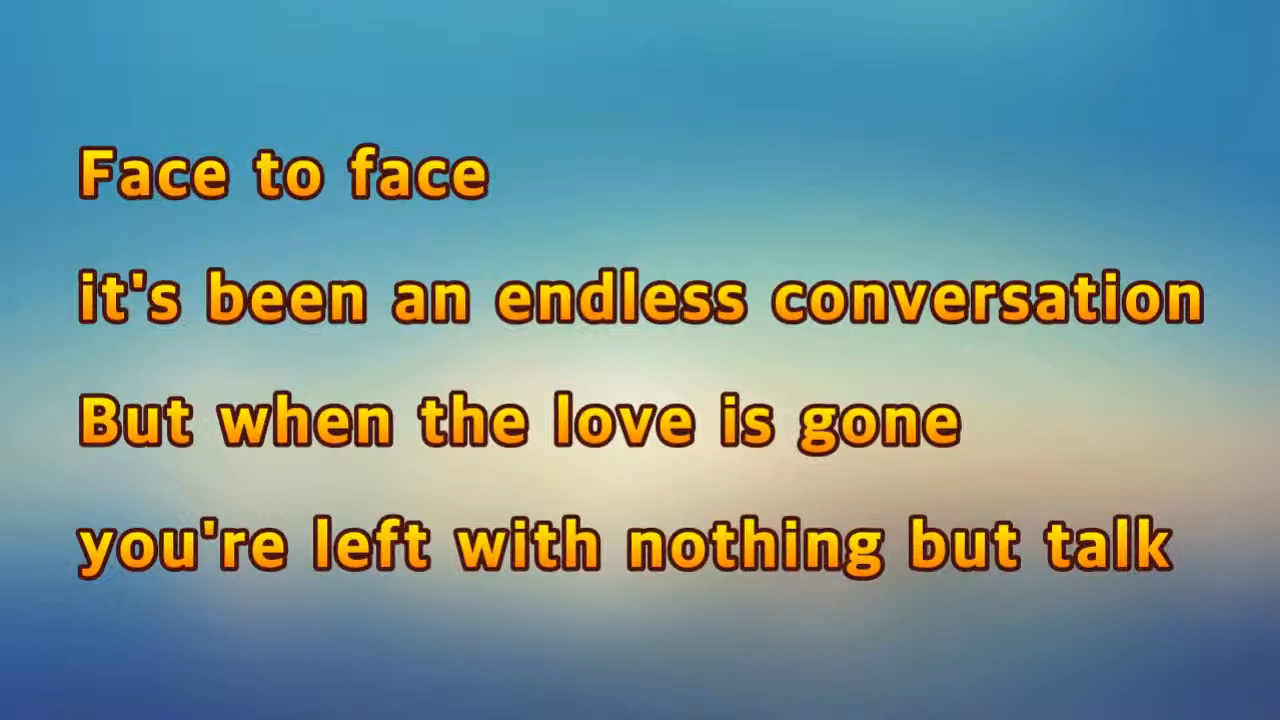 Face to face
it's been an endless conversation
But when the love is gone
you're left with nothing but talk